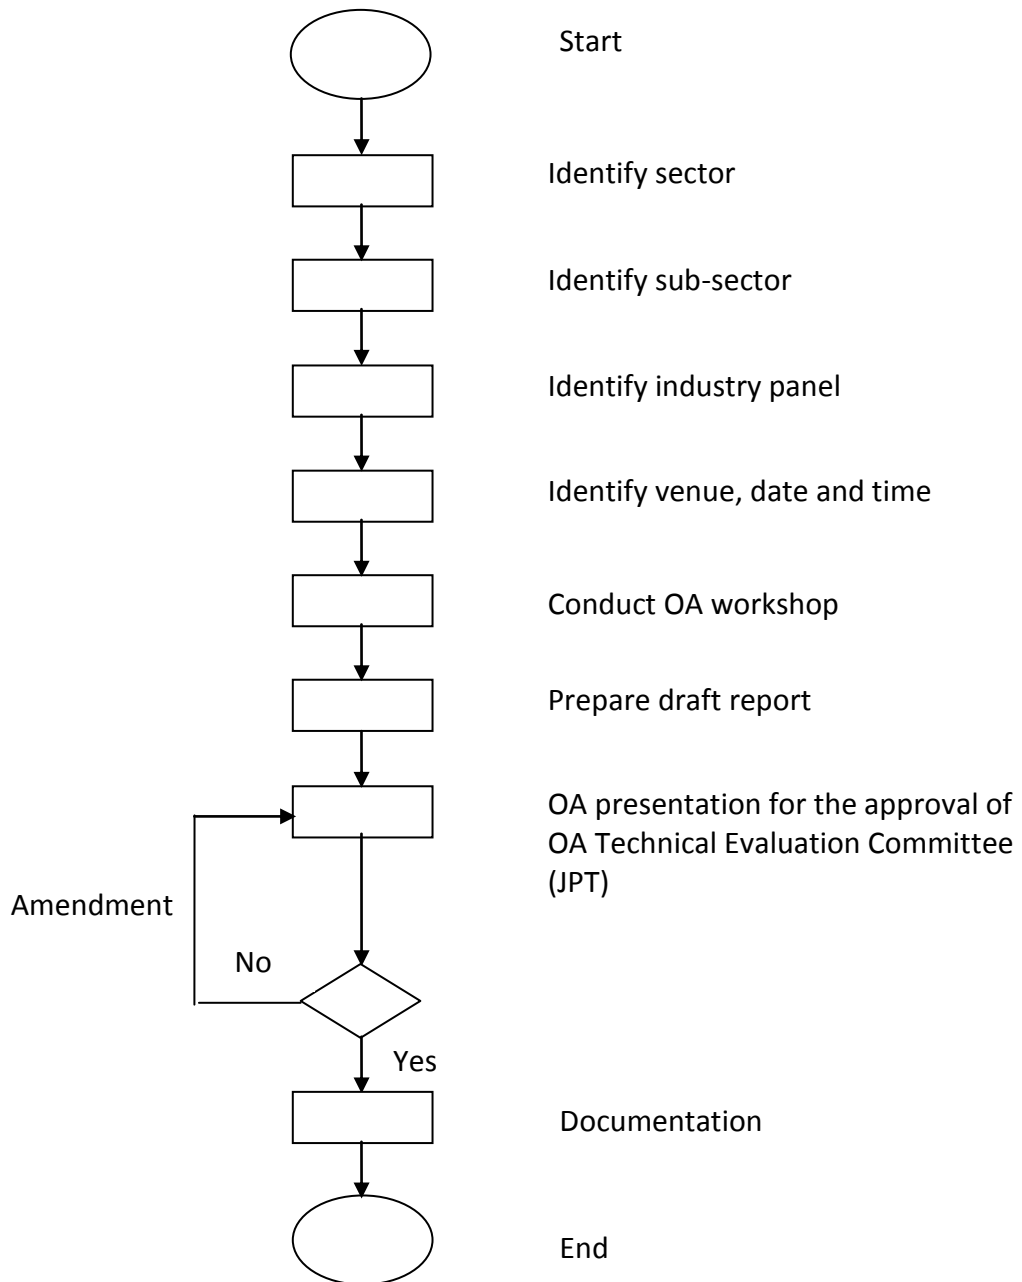 Start
Identify sector
Identify sub-sector
Identify industry panel
Identify venue, date and time
Conduct OA workshop
Prepare draft report
OA presentation for the approval of
OA Technical Evaluation Committee
(JPT)
Amendment
No
Yes
Documentation
End